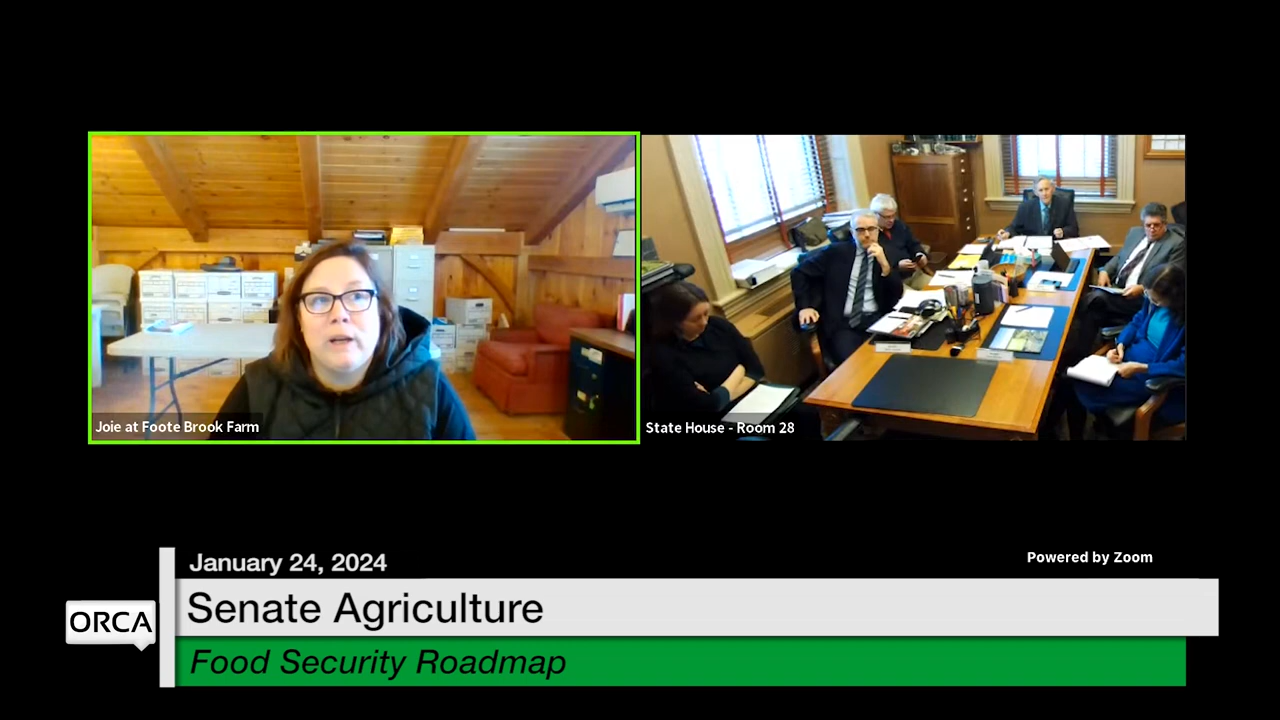 Joie at Foote Brook Farm
State House - Room 28
January 24, 2024
Powered by Zoom
Senate Agriculture
ORCA
Food Security Roadmap